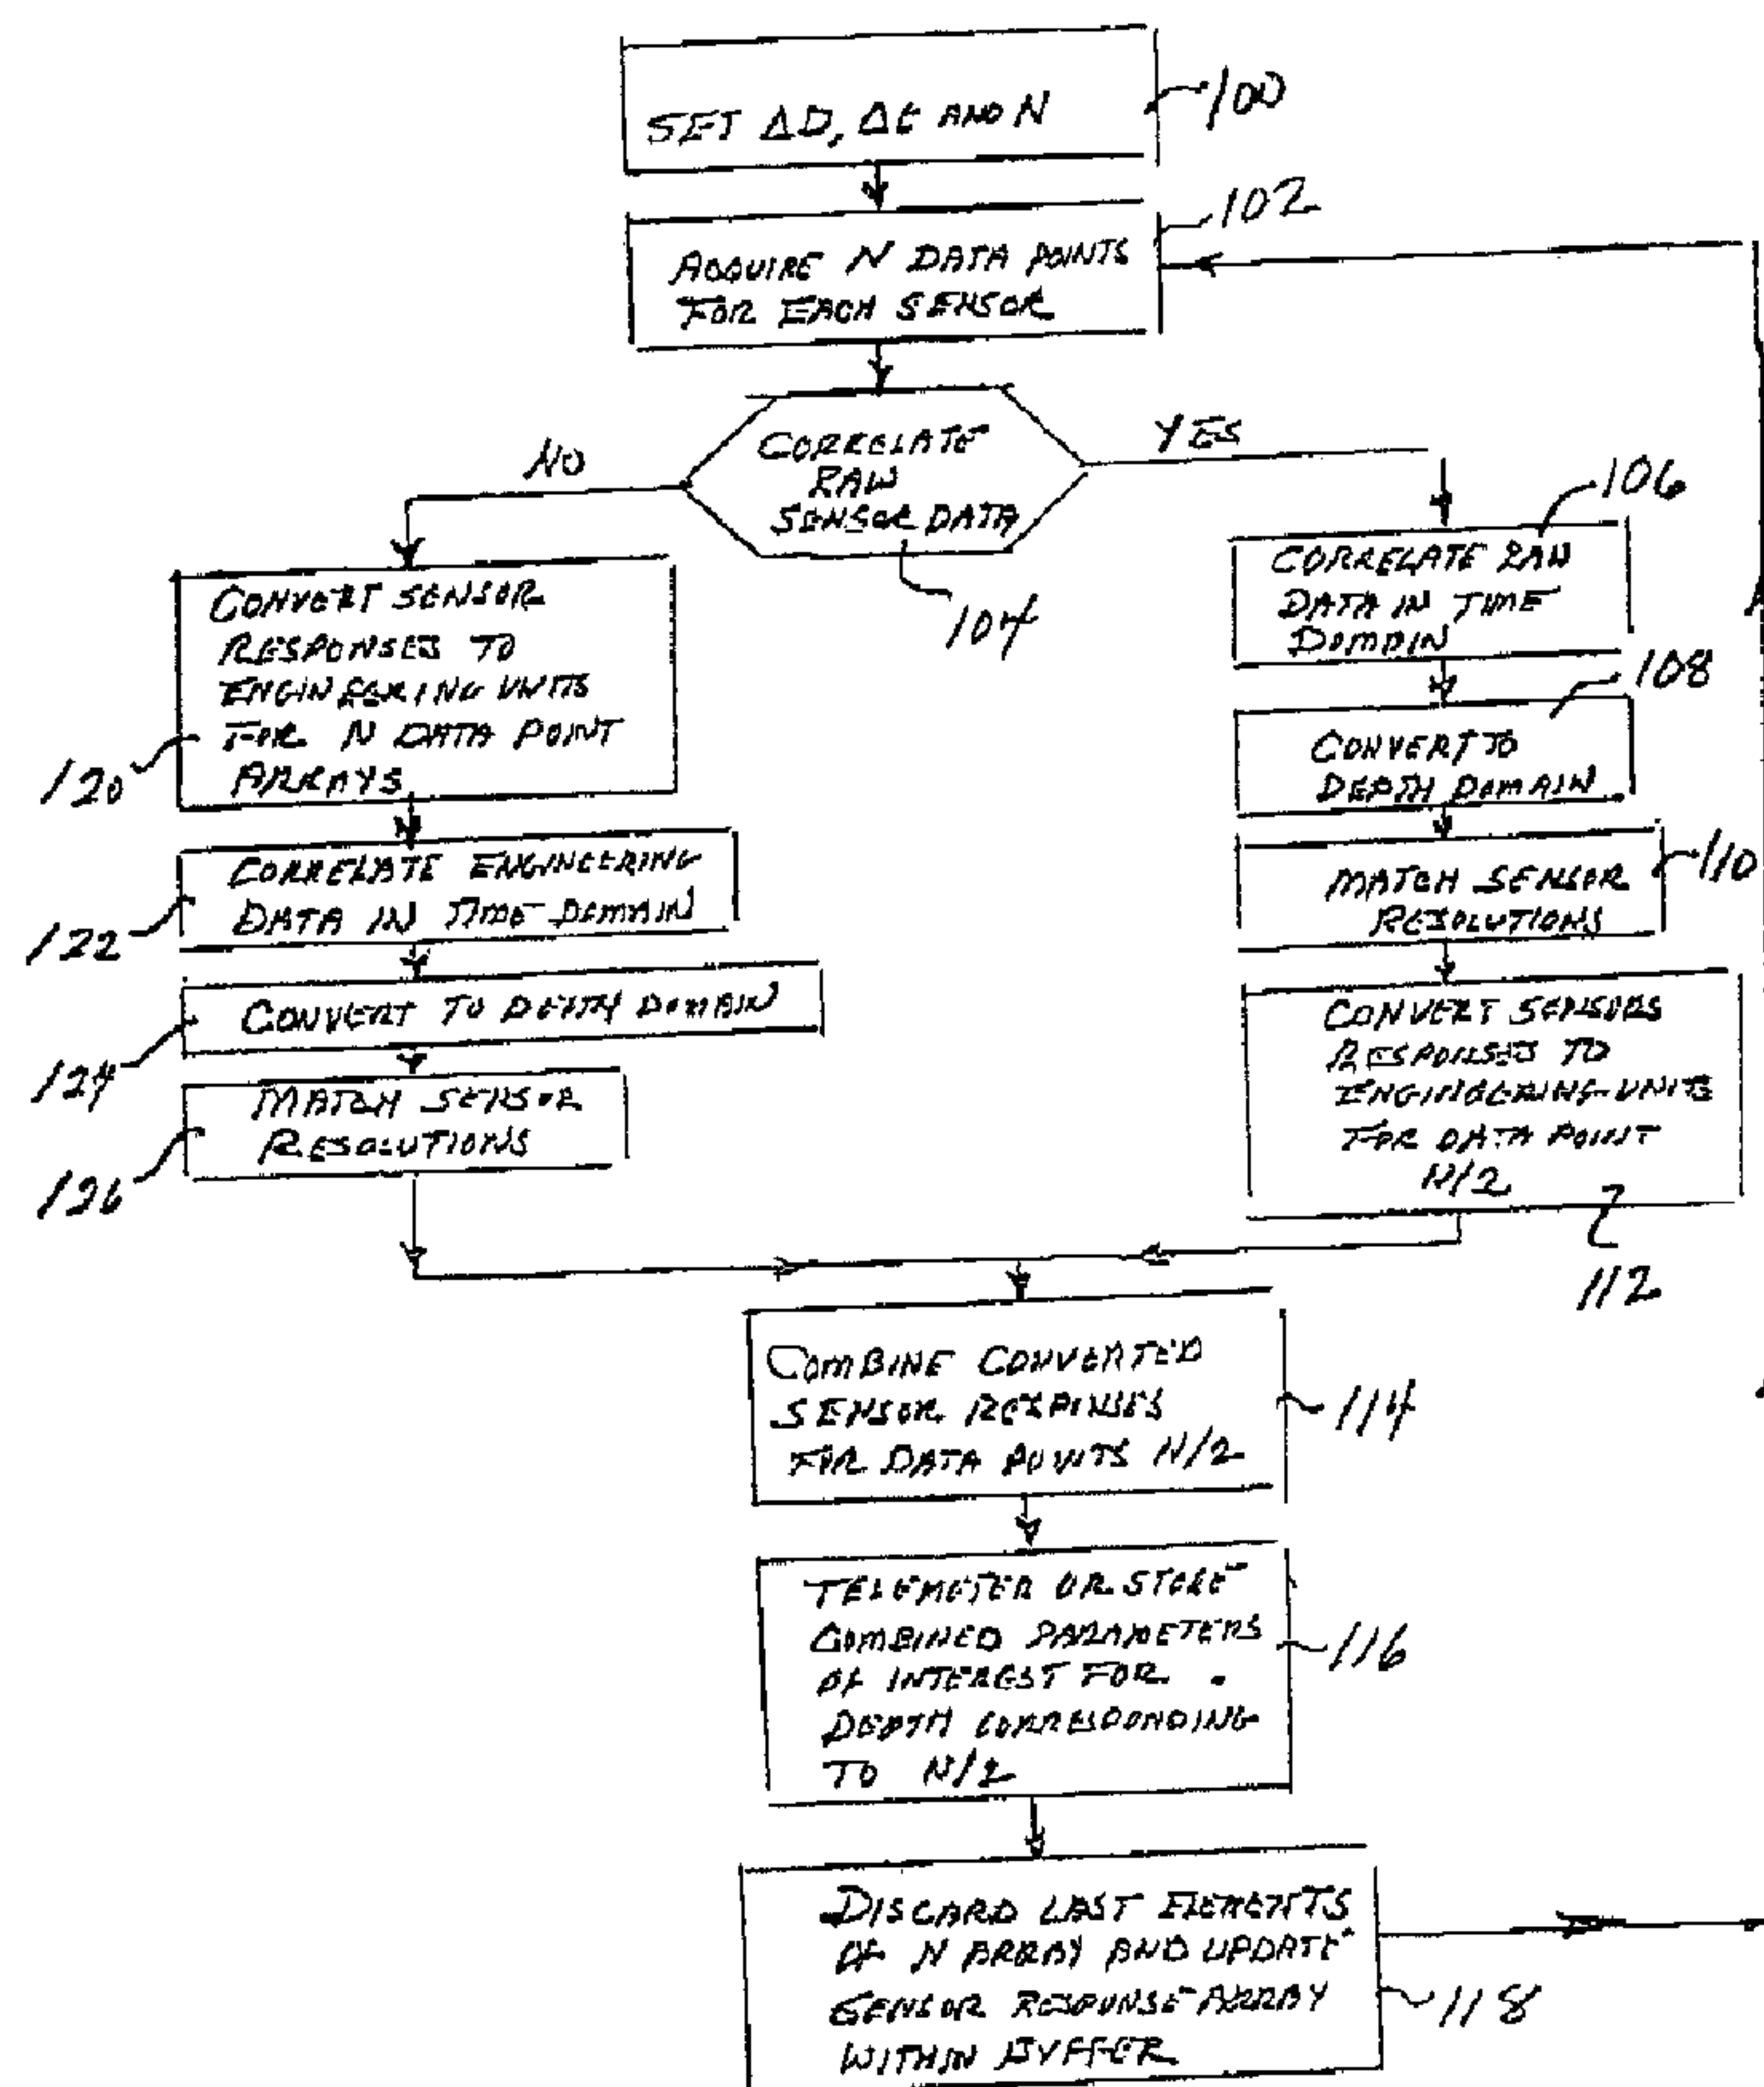 SET ΔD, Δt AND N
100
102
ACQUIRE N DATA POINTS
FOR EACH SENSOR
NO
YES
CORRELATE
RAW
SENSOR DATA
104
106
CORRELATE RAW
DATA IN TIME
DOMAIN
108
CONVERT TO
DEPTH DOMAIN
110
MATCH SENSOR
RESOLUTIONS
CONVERT SENSORS
RESPONSES TO
ENGINEERING UNITS
FOR DATA POINT
N/2
112
CONVERT SENSOR
RESPONSES TO
ENGINEERING UNITS
FOR N DATA POINT
ARRAYS
120
CORRELATE ENGINEERING
DATA IN TIME DOMAIN
122
CONVERT TO DEPTH DOMAIN
124
MATCH SENSOR
RESOLUTIONS
126
COMBINE CONVERTED
SENSOR RESPONSES
FOR DATA POINTS N/2
114
TELEMETER OR STORE
COMBINED PARAMETERS
OF INTEREST FOR
DEPTH CORRESPONDING
TO N/2
116
DISCARD LAST ELEMENTS
OF N ARRAY AND UPDATE
SENSOR RESPONSE ARRAY
WITHIN BUFFER
118